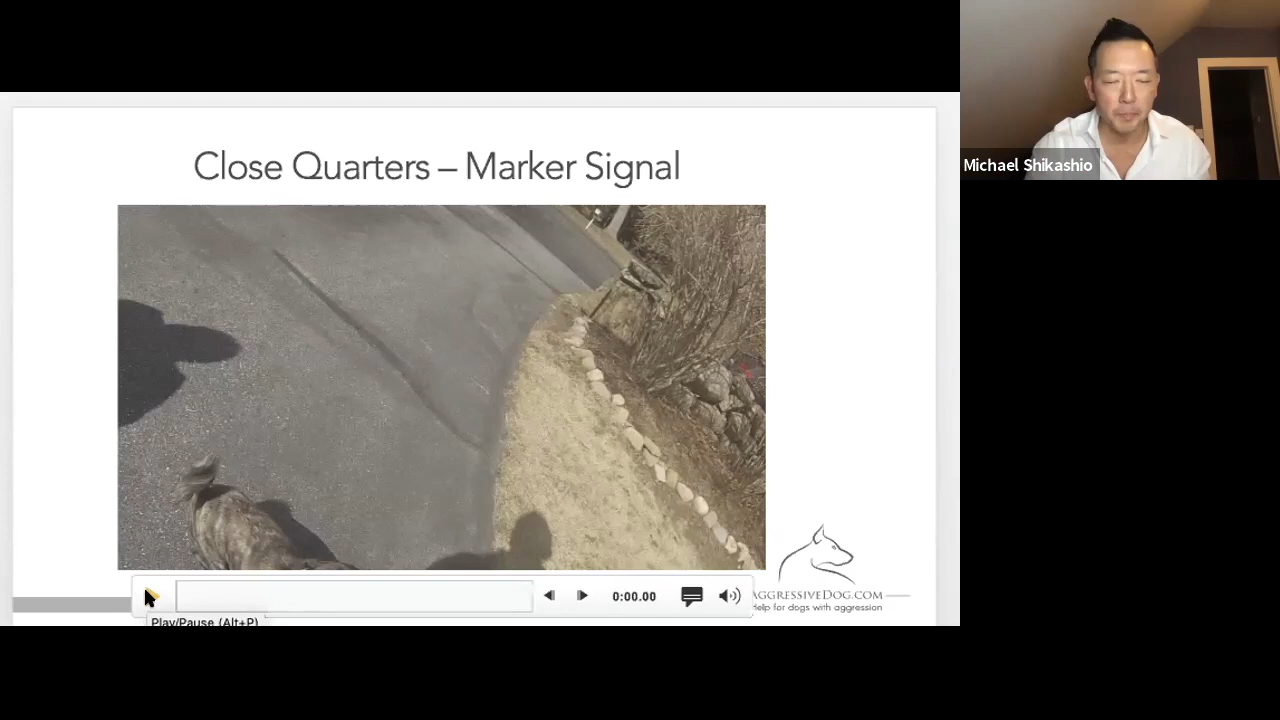 Close Quarters – Marker Signal
Michael Shikashio
0:00.00
AGGRESSIVEDOG.COM
Help for dogs with aggression
Play/Pause (Alt+P)